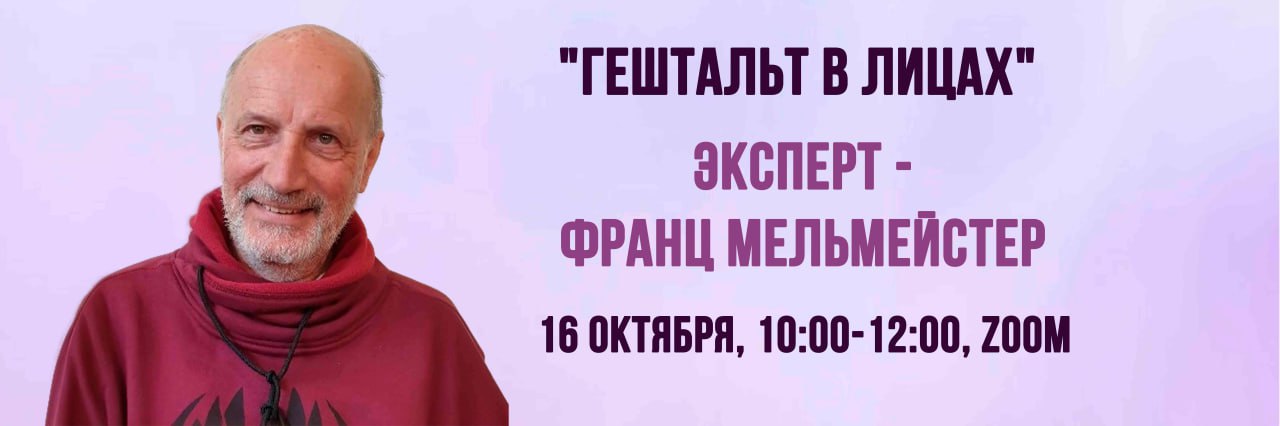 "ГЕШТАЛЬТ В ЛИЦАХ"
ЭКСПЕРТ -
ФРАНЦ МЕЛЬМЕЙСТЕР
16 ОКТЯБРЯ, 10:00-12:00, ZOOM